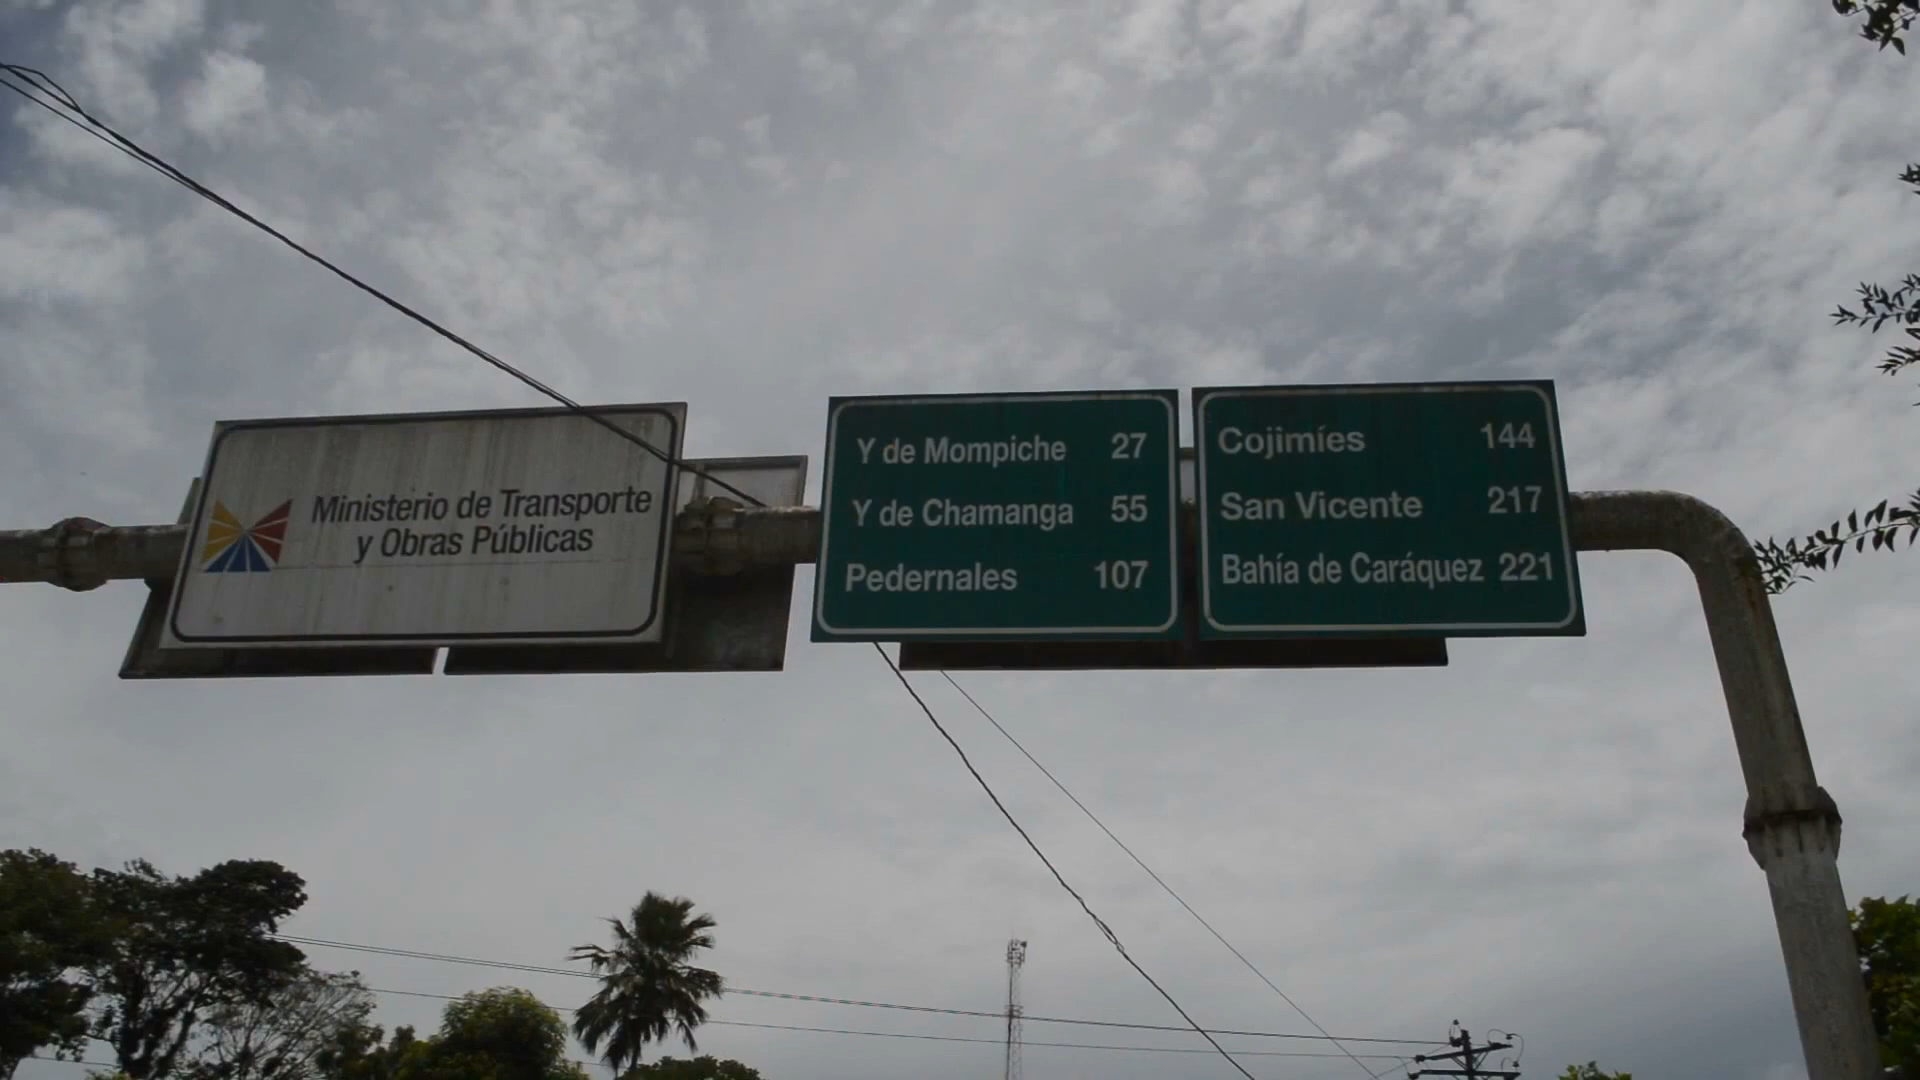 Ministerio de Transporte
y Obras Públicas
Y de Mompiche 27
Y de Chamanga 55
Pedernales 107
Cojimíes 144
San Vicente 217
Bahía de Caráquez 221